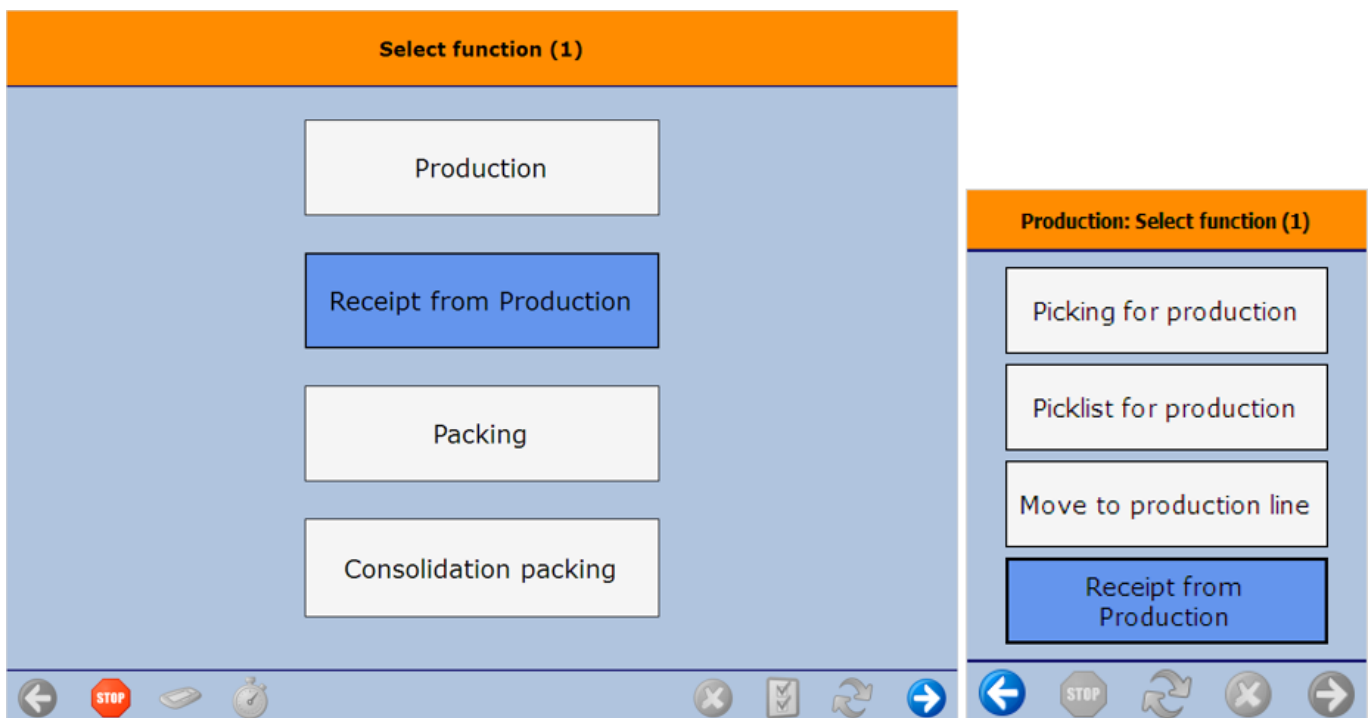 Select function (1)
Production
Receipt from Production
Packing
Consolidation packing
STOP
Production: Select function (1)
Picking for production
Picklist for production
Move to production line
Receipt from
Production
STOP